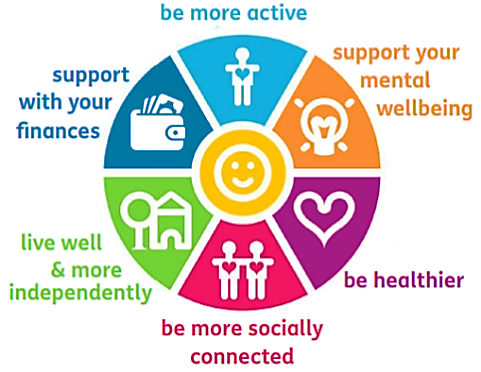 be more active
support your
mental
wellbeing
be healthier
be more socially
connected
live well
& more
independently
support
with your
finances